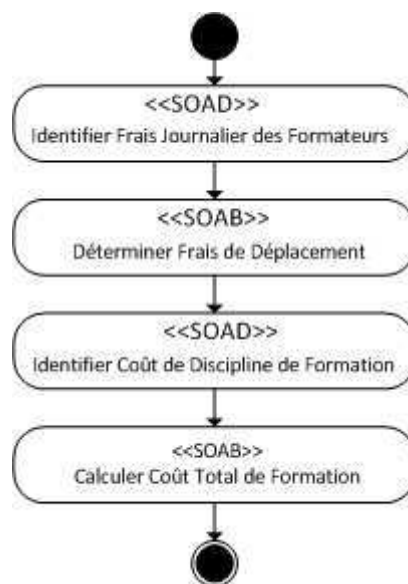 <<SOAD>>
Identifier Frais Journalier des Formateurs
<<SOAB>>
Déterminer Frais de Déplacement
<<SOAD>>
Identifier Coût de Discipline de Formation
<<SOAB>>
Calculer Coût Total de Formation